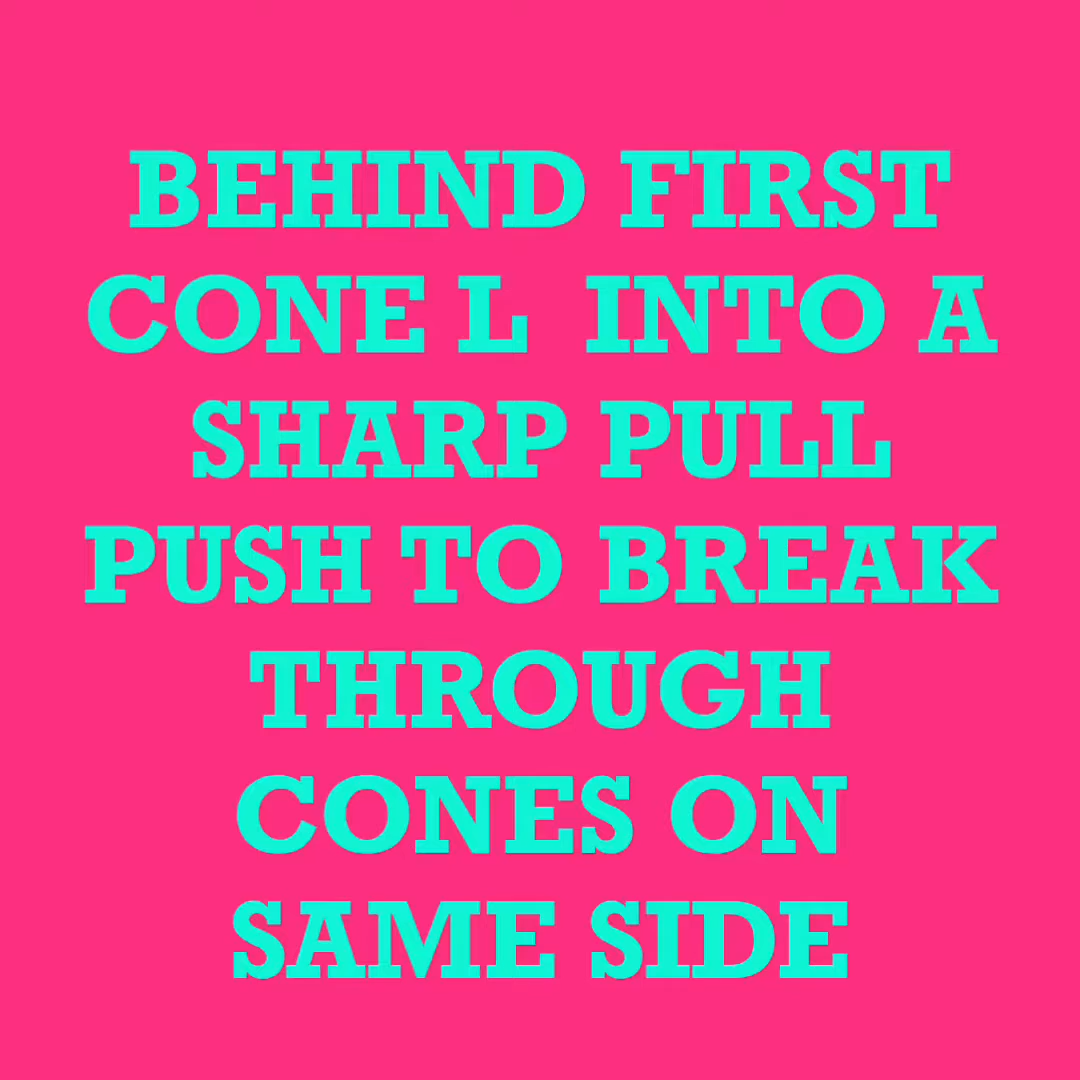 BEHIND FIRST
CONE L  INTO A
SHARP PULL
PUSH TO BREAK
THROUGH
CONES ON
SAME SIDE